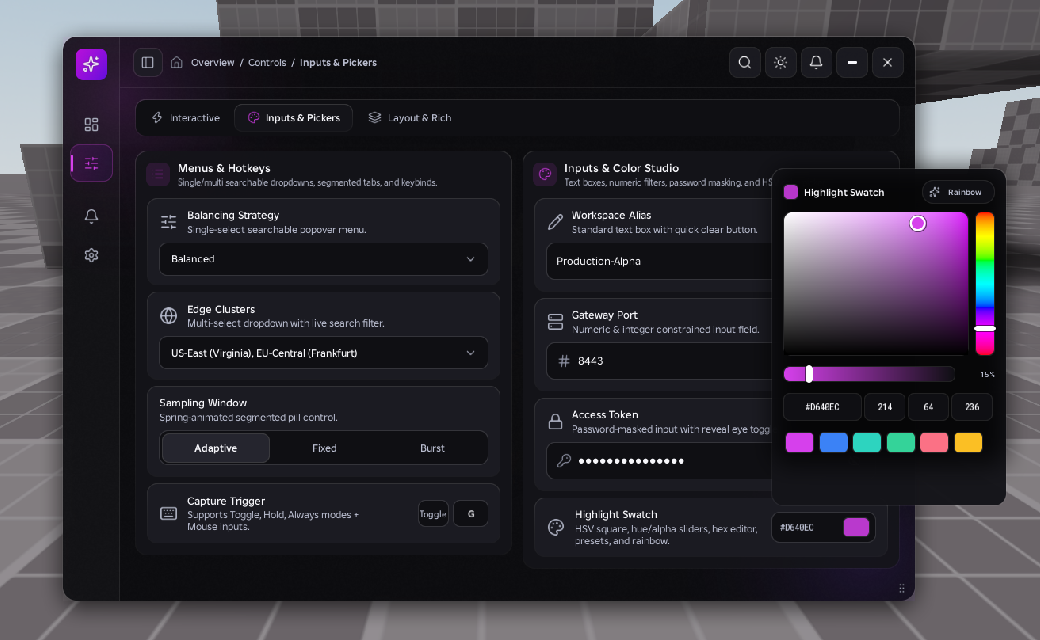 Overview / Controls / Inputs & Pickers
Interactive
Inputs & Pickers
Layout & Rich
Menus & Hotkeys
Single/multi searchable dropdowns, segmented tabs, and keybinds.
Balancing Strategy
Single-select searchable popover menu.
Balanced
Edge Clusters
Multi-select dropdown with live search filter.
US-East (Virginia), EU-Central (Frankfurt)
Sampling Window
Spring-animated segmented pill control.
Adaptive
Fixed
Burst
Capture Trigger
Supports Toggle, Hold, Always modes +
Mouse inputs.
Toggle
G
Inputs & Color Studio
Text boxes, numeric filters, password masking, and HS
Workspace Alias
Standard text box with quick clear button.
Production-Alpha
Gateway Port
Numeric & integer constrained input field.
# 8443
Access Token
Password-masked input with reveal eye togg
•••••••••••••••
Highlight Swatch
HSV square, hue/alpha sliders, hex editor,
presets, and rainbow.
#D640EC
Highlight Swatch
Rainbow
15%
#D640EC
214
64
236